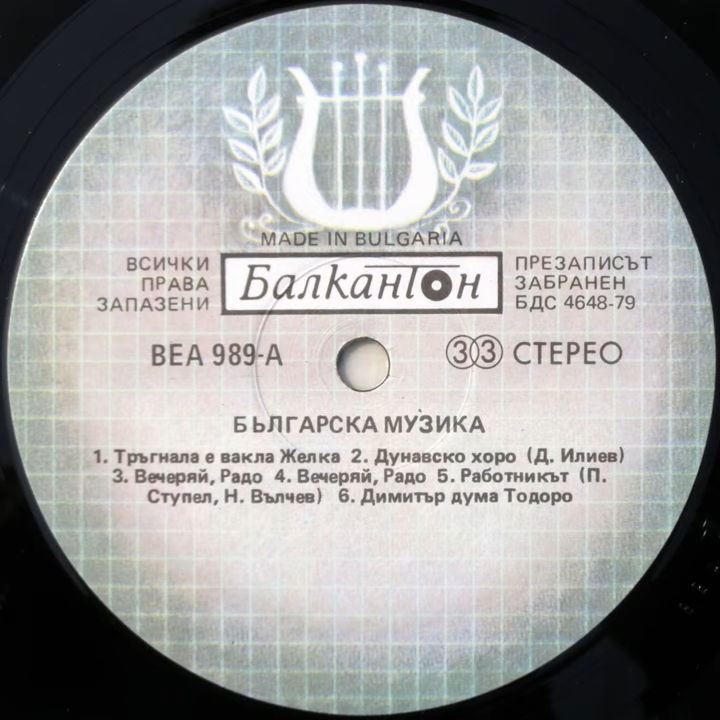 MADE IN BULGARIA
ВСИЧКИ
ПРАВА
ЗАПАЗЕНИ
Балкантон
ПРЕЗАПИСЪТ
ЗАБРАНЕН
БДС 4648-79
ВЕА 989-А
33 СТЕРЕО
БЪЛГАРСКА МУЗИКА
1. Тръгнала е вакла Желка 2. Дунавско хоро (Д. Илиев)
3. Вечеряй, Радо 4. Вечеряй, Радо 5. Работникът (П.
Ступел, Н. Вълчев) 6. Димитър дума Тодоро